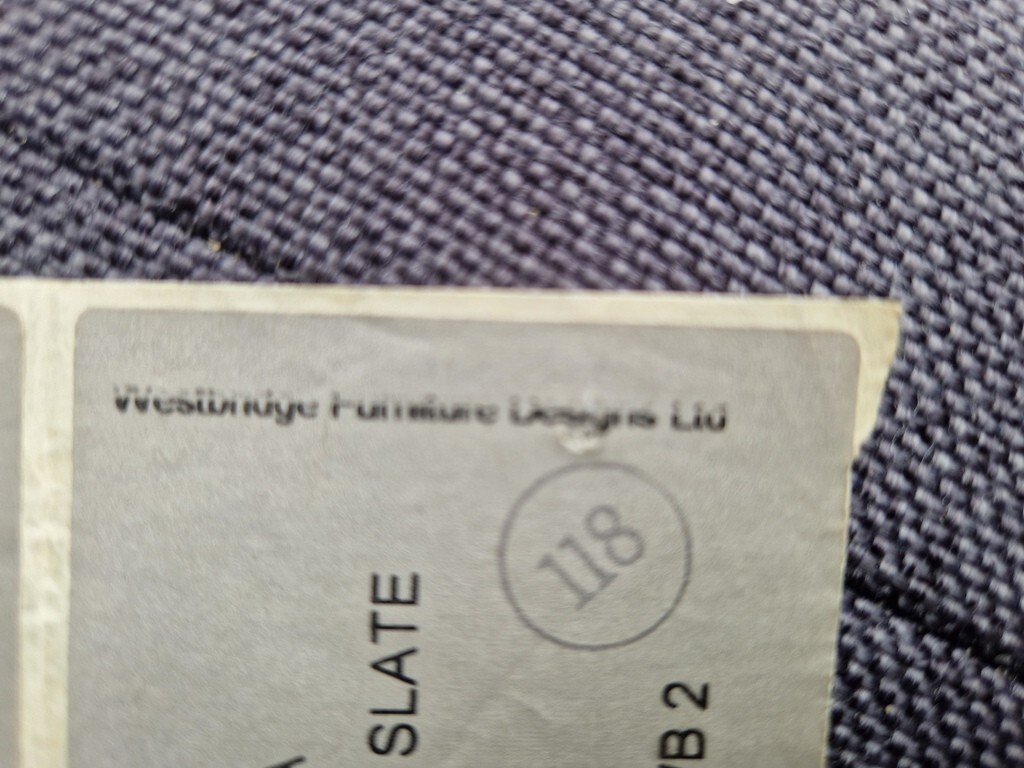 Westbridge Furniture Designs Ltd
118
SLATE
B 2